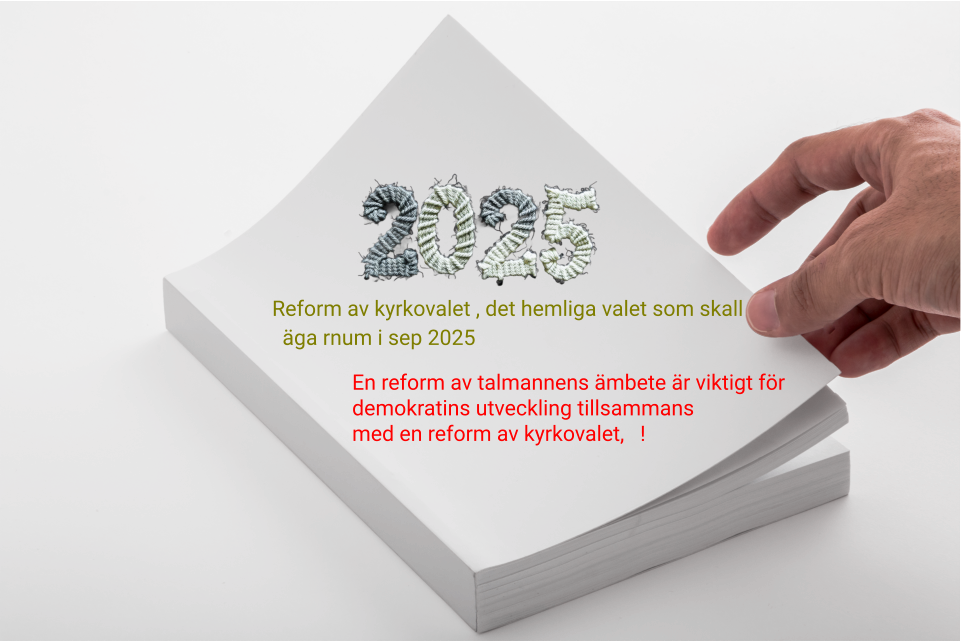 2025
Reform av kyrkovalet , det hemliga valet som skall
äga rnum i sep 2025
En reform av talmannens ämbete är viktigt för
demokratins utveckling tillsammans
med en reform av kyrkovalet, !